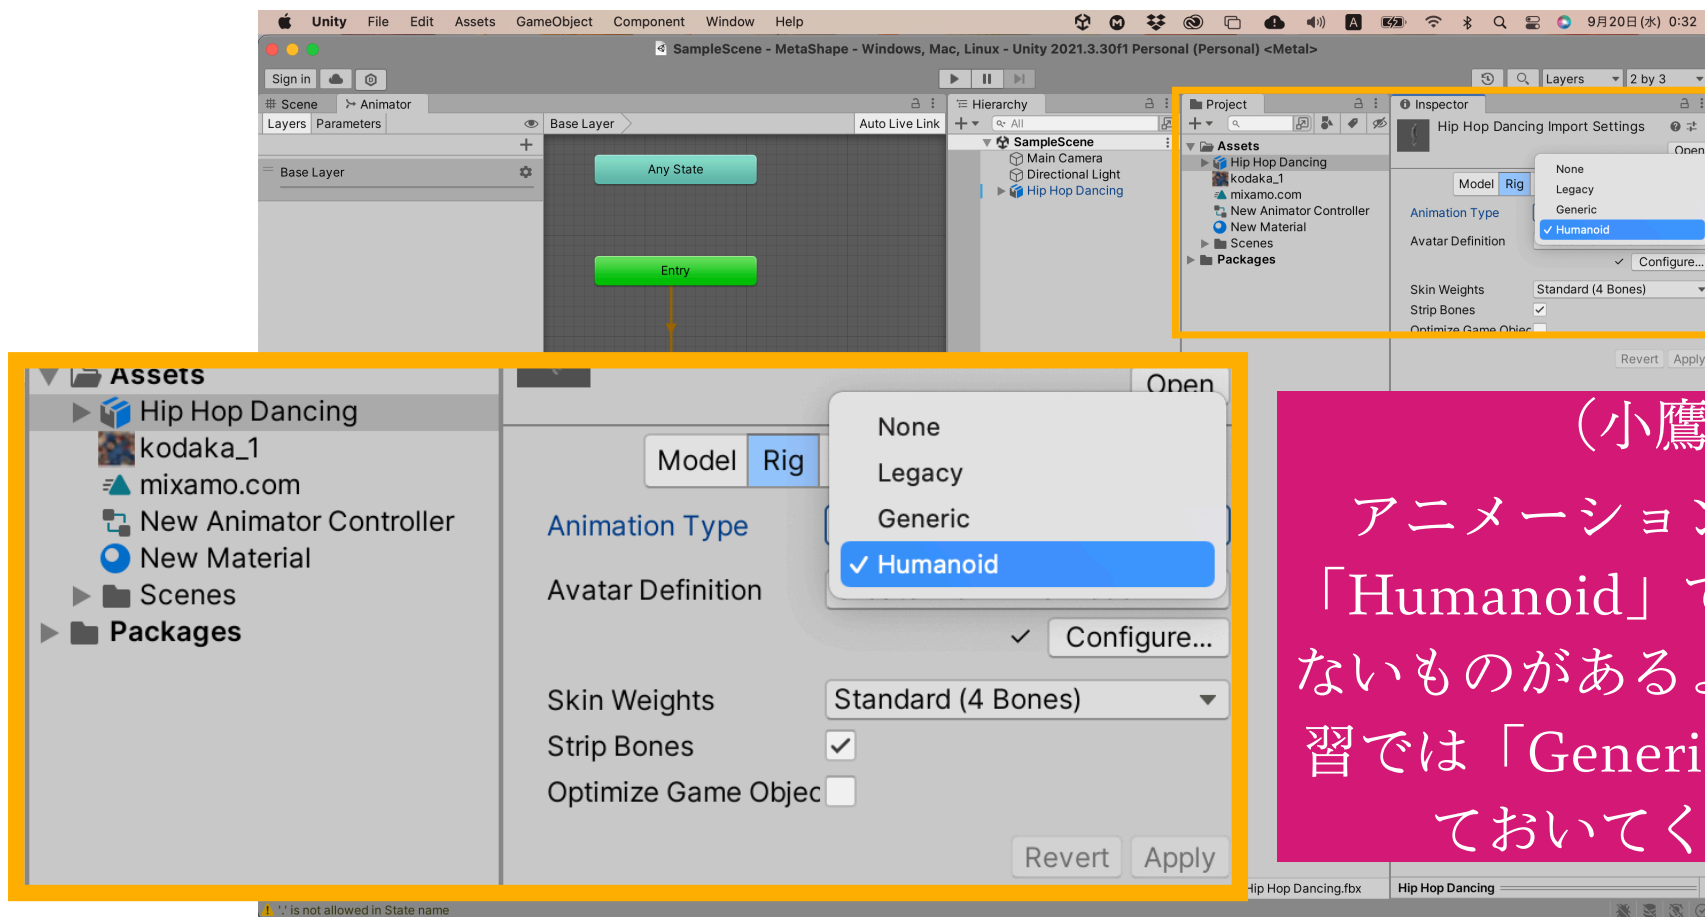 Unity File Edit Assets GameObject Component Window Help 9月20日(水) 0:32
SampleScene - MetaShape - Windows, Mac, Linux - Unity 2021.3.30f1 Personal (Personal) <Metal>
Sign in Layers 2 by 3
Scene Animator
Layers Parameters Base Layer Auto Live Link
Base Layer
Any State
Entry
Hierarchy
All
SampleScene
Main Camera
Directional Light
Hip Hop Dancing
Project
Assets
Hip Hop Dancing
kodaka_1
mixamo.com
New Animator Controller
New Material
Scenes
Packages
Inspector
Hip Hop Dancing Import Settings
Open
Model Rig
None
Legacy
Generic
✓ Humanoid
Animation Type
Avatar Definition
Configure...
Skin Weights Standard (4 Bones)
Strip Bones
Optimize Game Objec
Revert Apply
Assets
Hip Hop Dancing
kodaka_1
mixamo.com
New Animator Controller
New Material
Scenes
Packages
Open
Model Rig
None
Legacy
Generic
✓ Humanoid
Animation Type
Avatar Definition
Configure...
Skin Weights Standard (4 Bones)
Strip Bones
Optimize Game Objec
Revert Apply
（小鷹
アニメーション
「Humanoid」で
ないものがあるよ
習では「Generi
ておいてく
Hip Hop Dancing.fbx Hip Hop Dancing
'.' is not allowed in State name